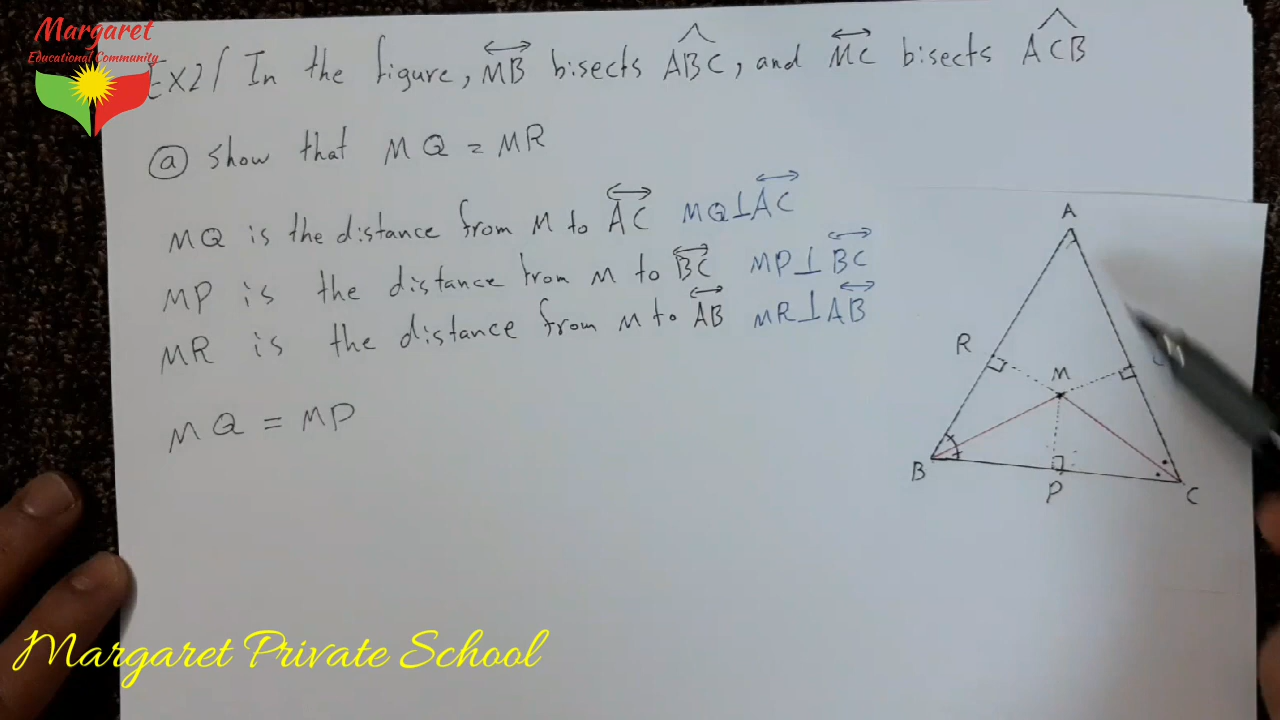 Margaret
Educational Community
EX2/ In the figure, MB bisects ABC, and MC bisects ACB
ⓐ show that MQ = MR
MQ is the distance from M to AC MQ⊥AC
MP is the distance from M to BC MP⊥BC
MR is the distance from M to AB MR⊥AB
MQ = MP
A
R
M
B
P
C
Margaret Private School